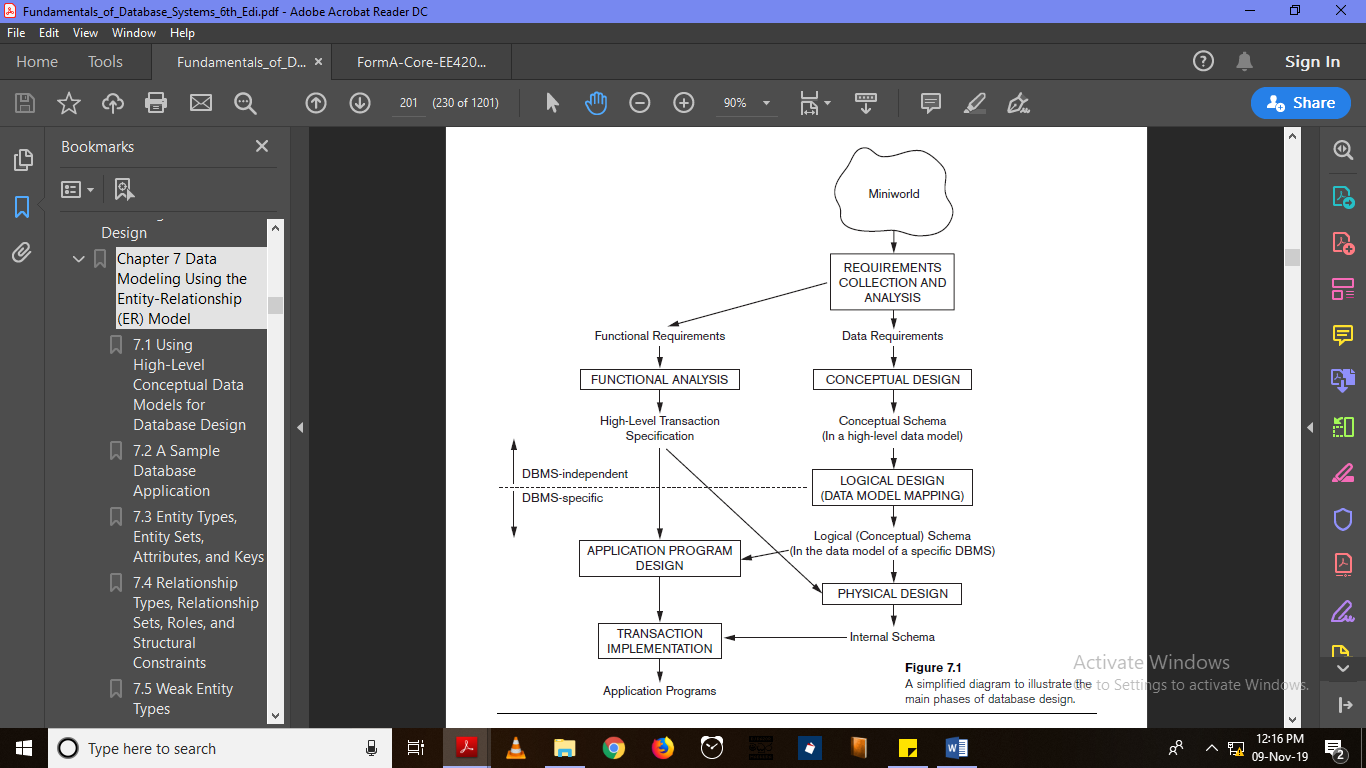 Fundamentals_of_Database_Systems_6th_Edi.pdf - Adobe Acrobat Reader DC
File Edit View Window Help
Home Tools Fundamentals_of_D... × FormA-Core-EE420... Sign In
201 (230 of 1201) 90% Share
Bookmarks
Design
Chapter 7 Data
Modeling Using the
Entity-Relationship
(ER) Model
7.1 Using
High-Level
Conceptual Data
Models for
Database Design
7.2 A Sample
Database
Application
7.3 Entity Types,
Entity Sets,
Attributes, and Keys
7.4 Relationship
Types, Relationship
Sets, Roles, and
Structural
Constraints
7.5 Weak Entity
Types
Miniworld
REQUIREMENTS
COLLECTION AND
ANALYSIS
Functional Requirements
Data Requirements
FUNCTIONAL ANALYSIS
CONCEPTUAL DESIGN
High-Level Transaction
Specification
Conceptual Schema
(In a high-level data model)
DBMS-independent
DBMS-specific
LOGICAL DESIGN
(DATA MODEL MAPPING)
Logical (Conceptual) Schema
(In the data model of a specific DBMS)
APPLICATION PROGRAM
DESIGN
PHYSICAL DESIGN
TRANSACTION
IMPLEMENTATION
Internal Schema
Application Programs
Figure 7.1
A simplified diagram to illustrate the
main phases of database design.
Activate Windows
Go to Settings to activate Windows.
Type here to search
12:16 PM
09-Nov-19
2